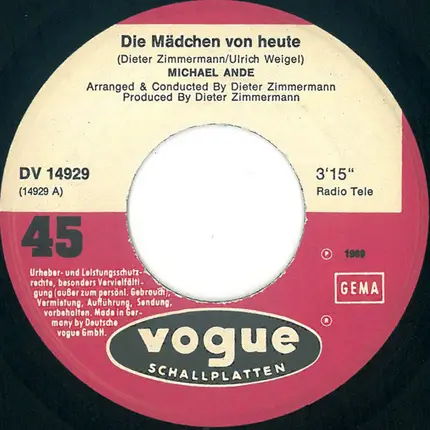 Die Mädchen von heute
(Dieter Zimmermann/Ulrich Weigel)
MICHAEL ANDE
Arranged & Conducted By Dieter Zimmermann
Produced By Dieter Zimmermann
DV 14929
(14929 A)
3'15“
Radio Tele
45
Urheber- und Leistungsschutz-
rechte, besonders Vervielfälti-
gung (außer zum persönl. Gebrauch),
Vermietung, Aufführung, Sendung,
vorbehalten. Made in Ger-
many by Deutsche
vogue GmbH.
℗ 1969
GEMA
vogue
SCHALLPLATTEN